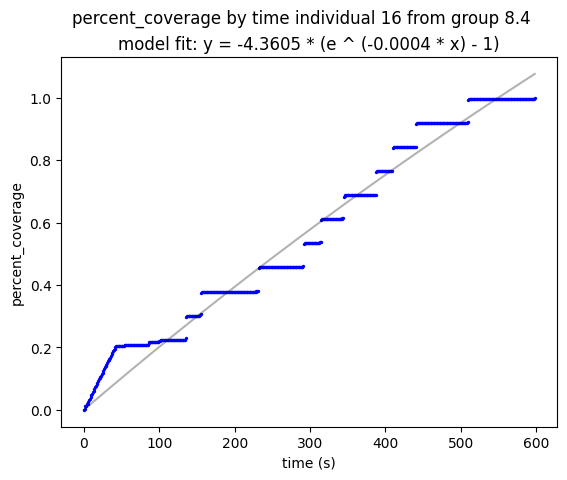 percent_coverage by time individual 16 from group 8.4
model fit: y = -4.3605 * (e ^ (-0.0004 * x) - 1)
1.0
0.8
0.6
0.4
0.2
0.0
percent_coverage
0 100 200 300 400 500 600
time (s)